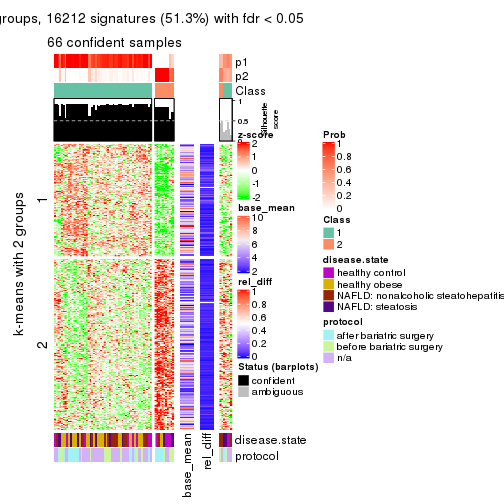 groups, 16212 signatures (51.3%) with fdr < 0.05
66 confident samples
p1
p2
Class
1
0.5
0
Silhouette
score
k-means with 2 groups
1
2
z-score
2
1
0
-1
-2
base_mean
10
8
6
4
2
rel_diff
1
0.8
0.6
0.4
0.2
0
Status (barplots)
confident
ambiguous
Prob
1
0.8
0.6
0.4
0.2
0
Class
1
2
disease.state
healthy control
healthy obese
NAFLD: nonalcoholic steatohepatitis
NAFLD: steatosis
protocol
after bariatric surgery
before bariatric surgery
n/a
disease.state
protocol
base_mean
rel_diff